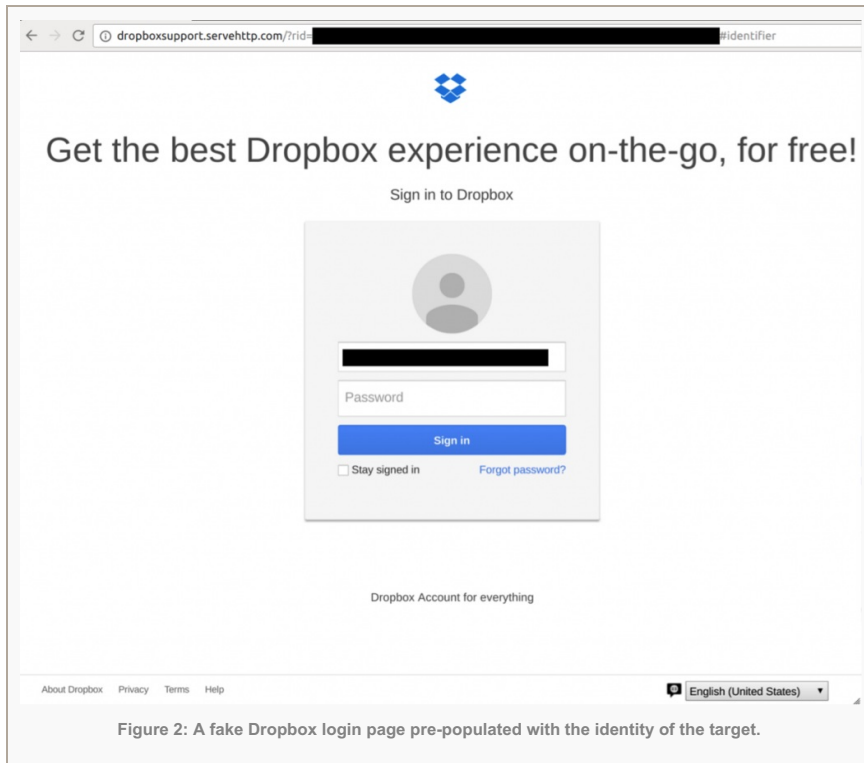 dropboxsupport.servehttp.com/?rid= #identifier
Get the best Dropbox experience on-the-go, for free!
Sign in to Dropbox
Password
Sign in
Stay signed in Forgot password?
Dropbox Account for everything
About Dropbox Privacy Terms Help English (United States)
Figure 2: A fake Dropbox login page pre-populated with the identity of the target.